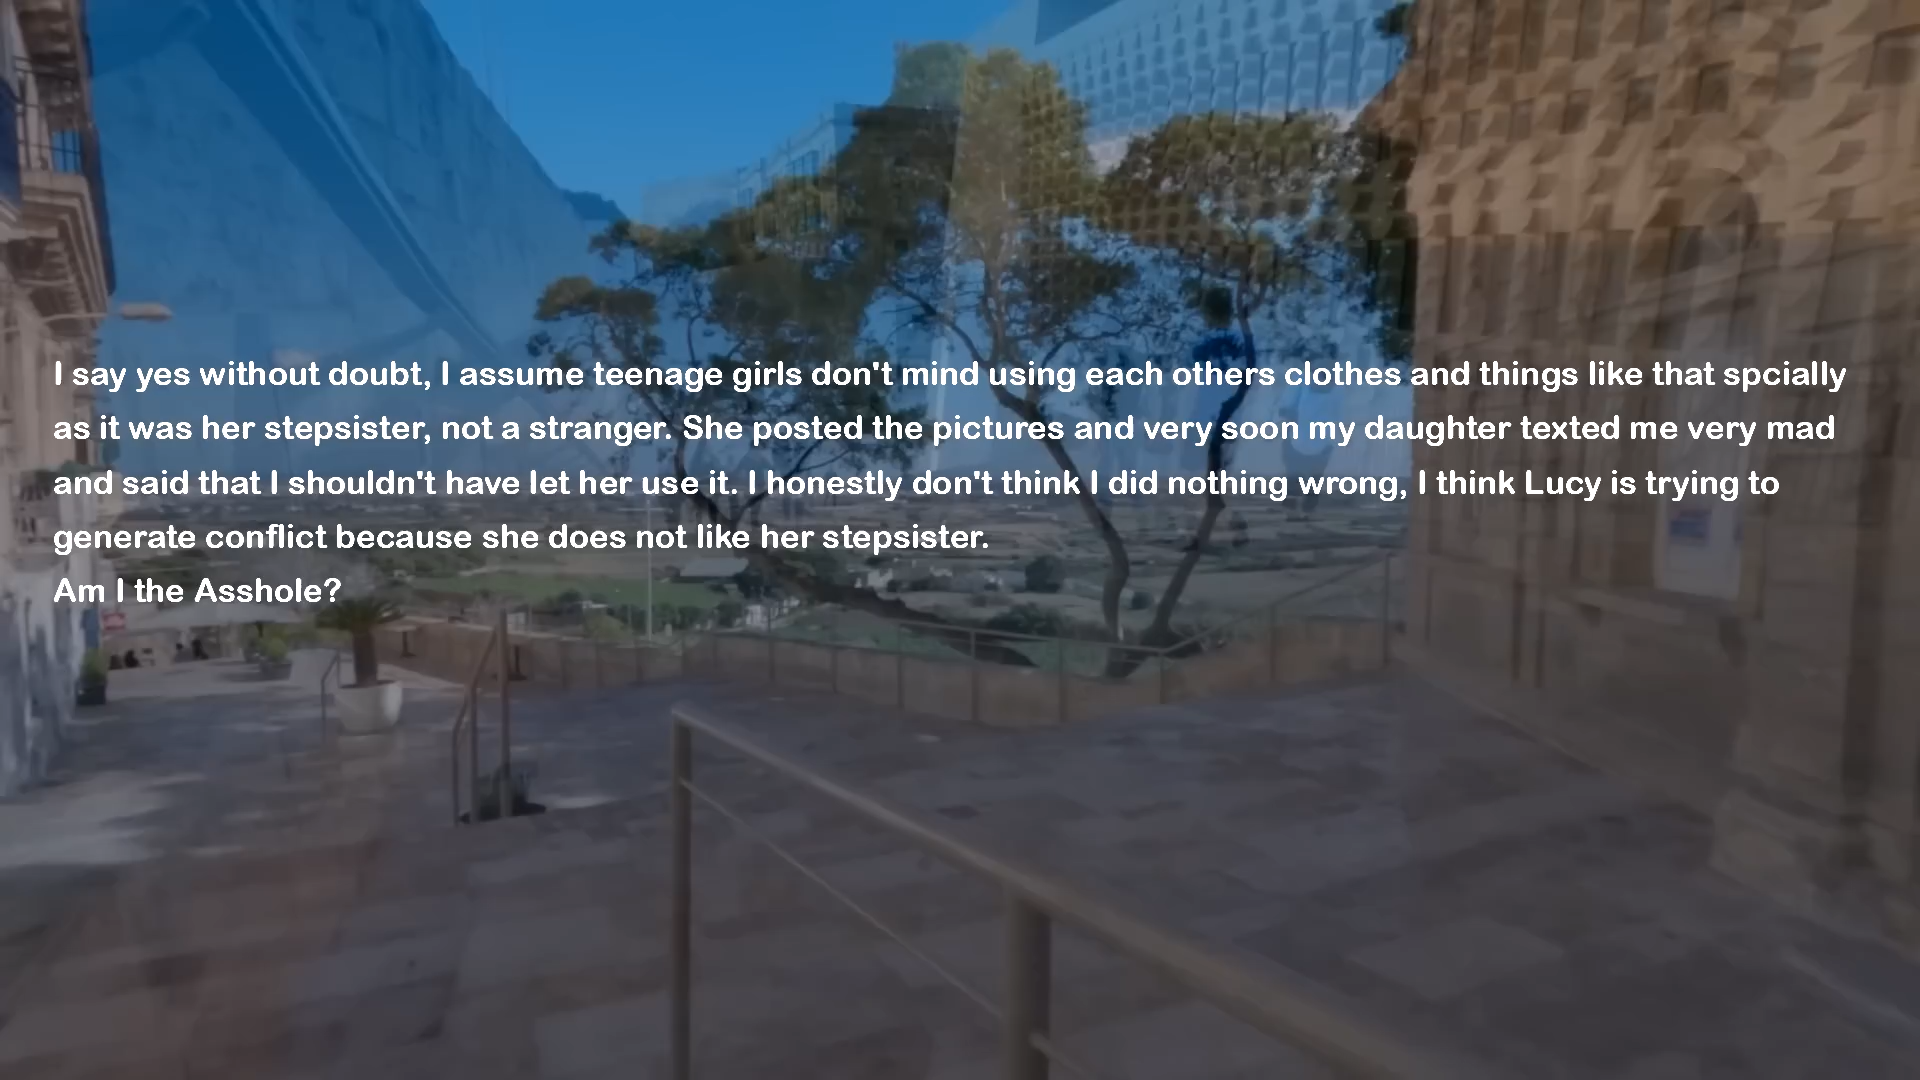 I say yes without doubt, I assume teenage girls don't mind using each others clothes and things like that spcially
as it was her stepsister, not a stranger. She posted the pictures and very soon my daughter texted me very mad
and said that I shouldn't have let her use it. I honestly don't think I did nothing wrong, I think Lucy is trying to
generate conflict because she does not like her stepsister.
Am I the Asshole?